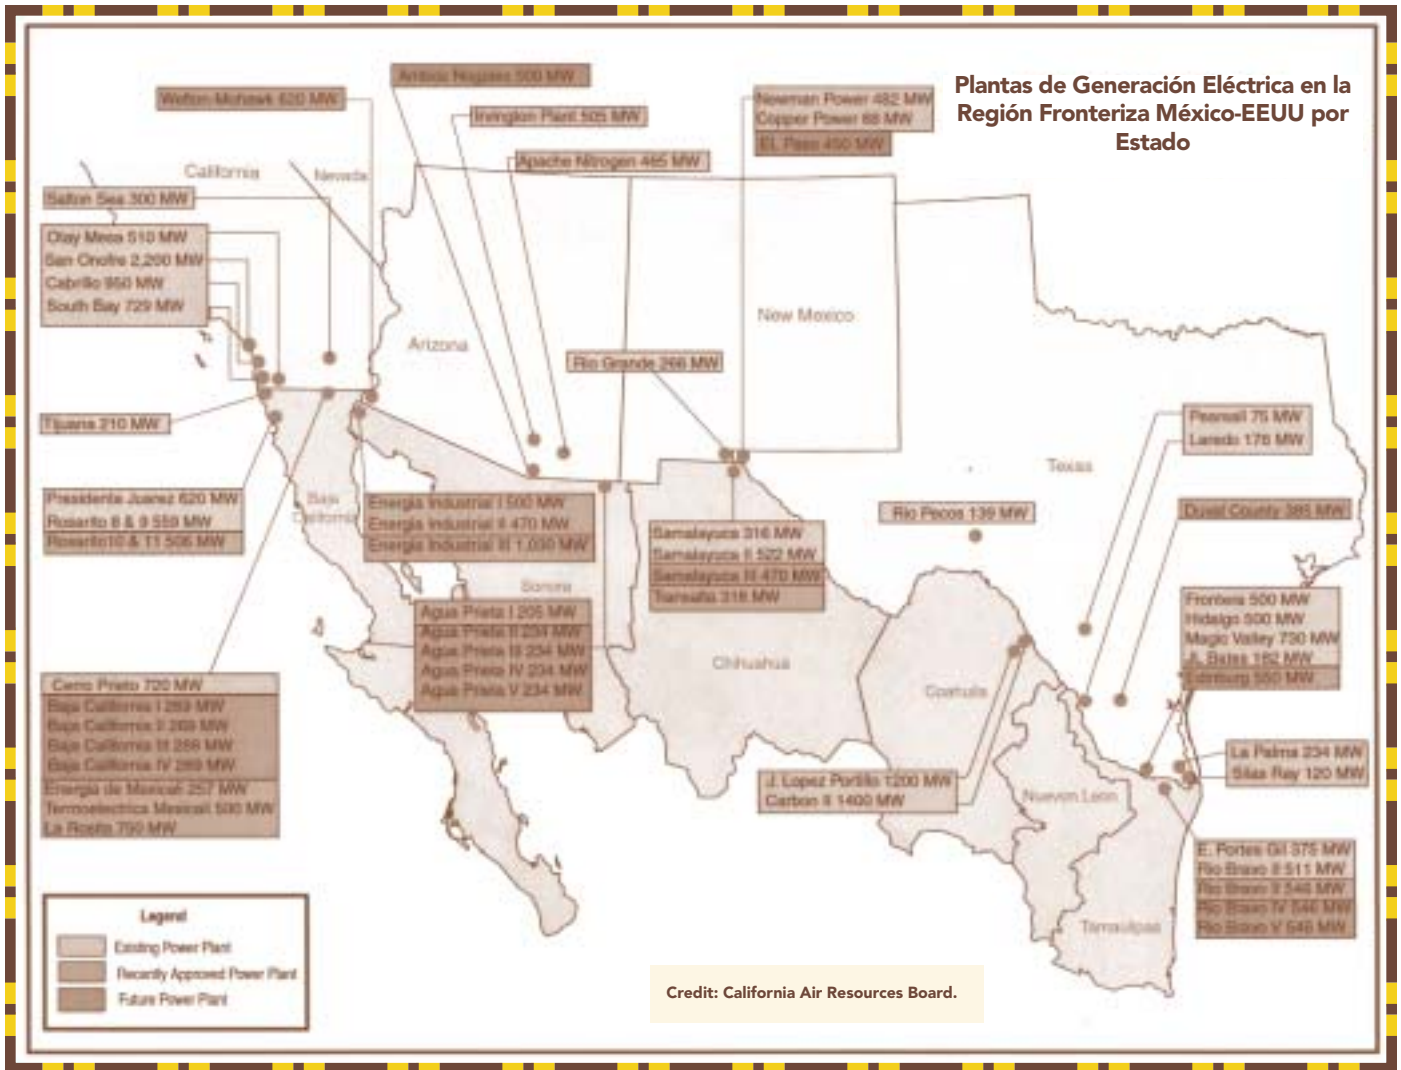 Plantas de Generación Eléctrica en la
Región Fronteriza México-EEUU por
Estado
Ambos Nogales 500 MW
Wellton-Mohawk 620 MW
Irvington Plant 505 MW
Apache Nitrogen 465 MW
Newman Power 482 MW
Copper Power 68 MW
EL Paso 450 MW
California
Nevada
Salton Sea 300 MW
Otay Mesa 510 MW
San Onofre 2,200 MW
Cabrillo 950 MW
South Bay 729 MW
Arizona
New Mexico
Rio Grande 266 MW
Tijuana 210 MW
Pearsall 75 MW
Laredo 178 MW
Texas
Presidente Juarez 620 MW
Rosarito 8 & 9 559 MW
Rosarito10 & 11 506 MW
Baja
California
Energia Industrial I 500 MW
Energia Industrial II 470 MW
Energia Industrial III 1,030 MW
Samalayuca 316 MW
Samalayuca II 522 MW
Samalayuca III 470 MW
Transalta 318 MW
Rio Pecos 139 MW
Duval County 385 MW
Sonora
Agua Prieta I 205 MW
Agua Prieta II 234 MW
Agua Prieta III 234 MW
Agua Prieta IV 234 MW
Agua Prieta V 234 MW
Frontera 500 MW
Hidalgo 500 MW
Magic Valley 730 MW
JL Bates 182 MW
Edinburg 550 MW
Chihuahua
Coahuila
Cerro Prieto 720 MW
Baja California I 269 MW
Baja California II 269 MW
Baja California III 288 MW
Baja California IV 289 MW
Energia de Mexicali 257 MW
Termoelectrica Mexicali 500 MW
La Rosita 750 MW
La Palma 234 MW
Silas Ray 120 MW
J. Lopez Portillo 1200 MW
Carbon II 1400 MW
Nuevon Leon
E. Portes Gil 375 MW
Rio Bravo II 511 MW
Rio Bravo II 546 MW
Rio Bravo IV 546 MW
Rio Bravo V 546 MW
Tamaulipas
Legend
Existing Power Plant
Recently Approved Power Plant
Future Power Plant
Credit: California Air Resources Board.